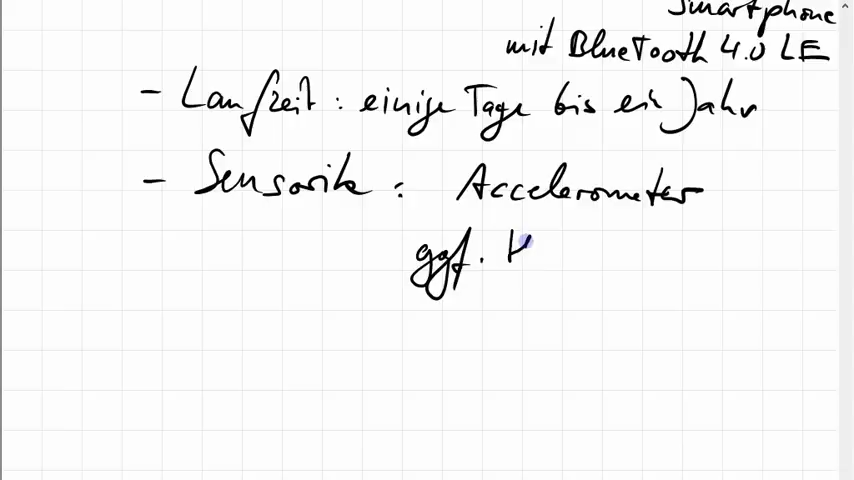 Smartphone
mit BlueTooth 4.0 LE
- Laufzeit : einige Tage bis ein Jahr
- Sensorik : Accelerometer
ggf.